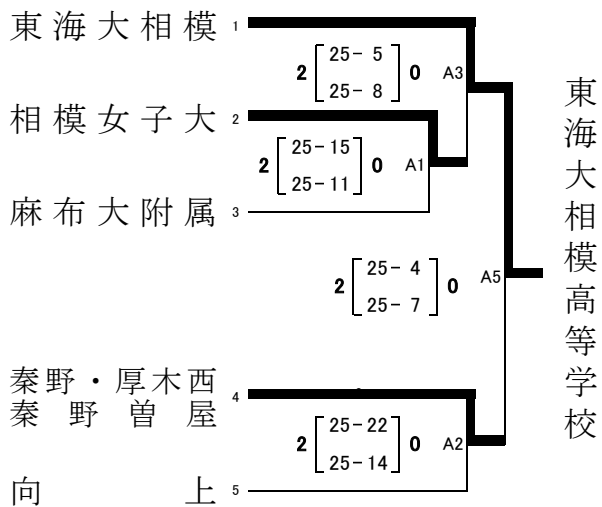 東海大相模 1
2 25-5 0 A3
25-8
相模女子大 2
2 25-15 0 A1
25-11
麻布大附属 3
2 25-4 0 A5
25-7
秦野・厚木西
秦野曽屋 4
2 25-22 0 A2
25-14
向上 5
東海大相模高等学校